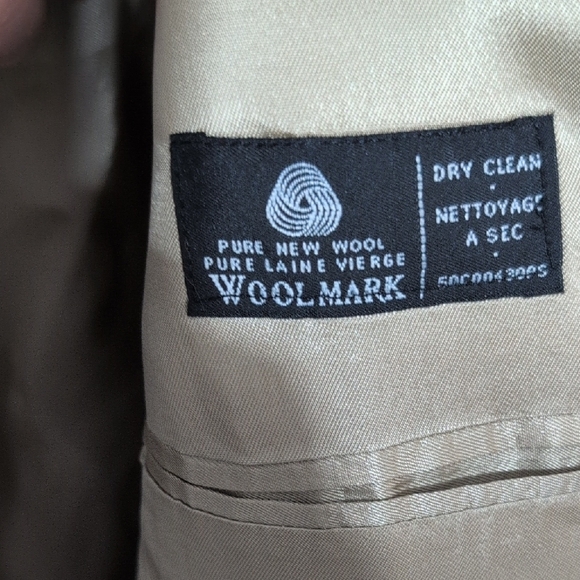 PURE NEW WOOL
PURE LAINE VIERGE
WOOLMARK
DRY CLEAN
NETTOYAGE
A SEC